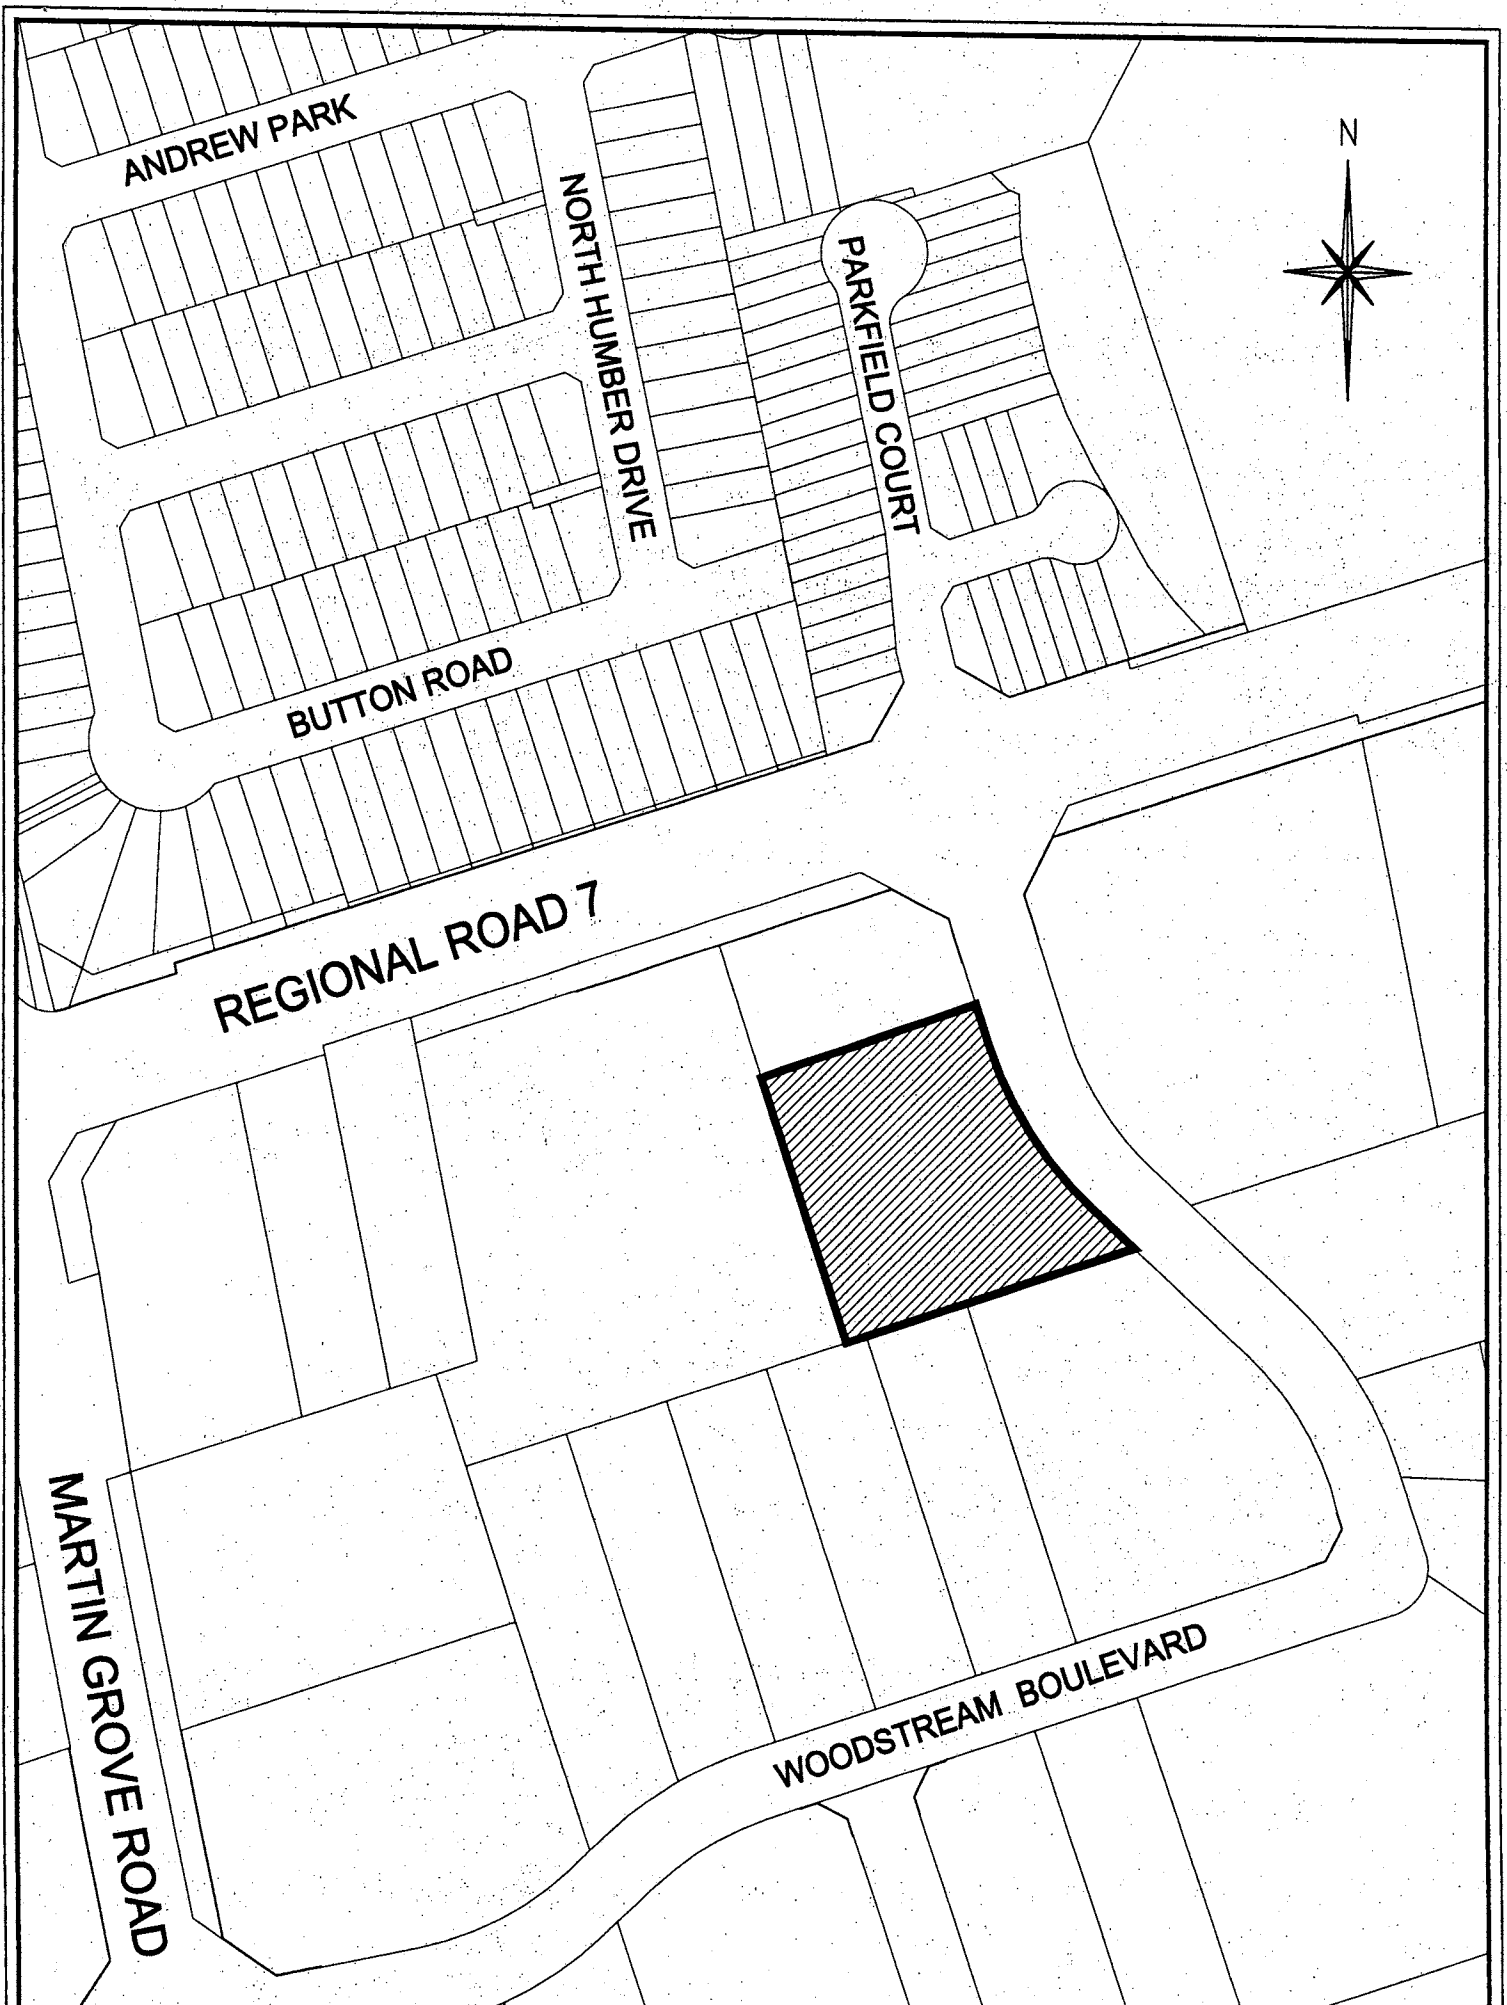 ANDREW PARK
N
NORTH HUMBER DRIVE
PARKFIELD COURT
BUTTON ROAD
REGIONAL ROAD 7
MARTIN GROVE ROAD
WOODSTREAM BOULEVARD